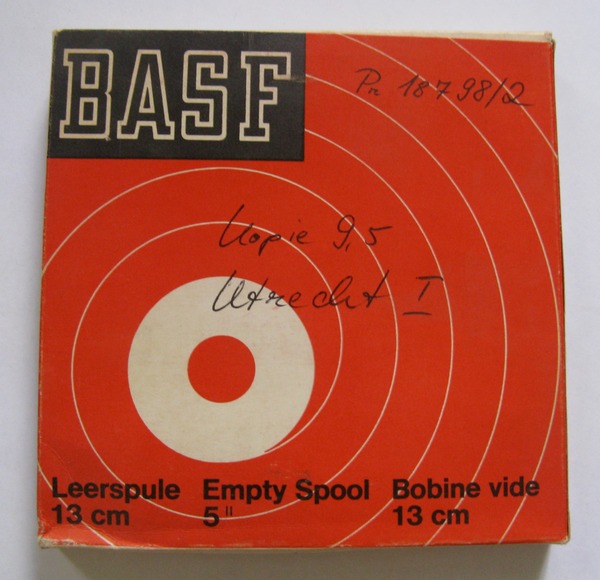 BASF
Pr 18798/2
Kopie 9,5
Utrecht I
Leerspule Empty Spool Bobine vide
13 cm 5" 13 cm